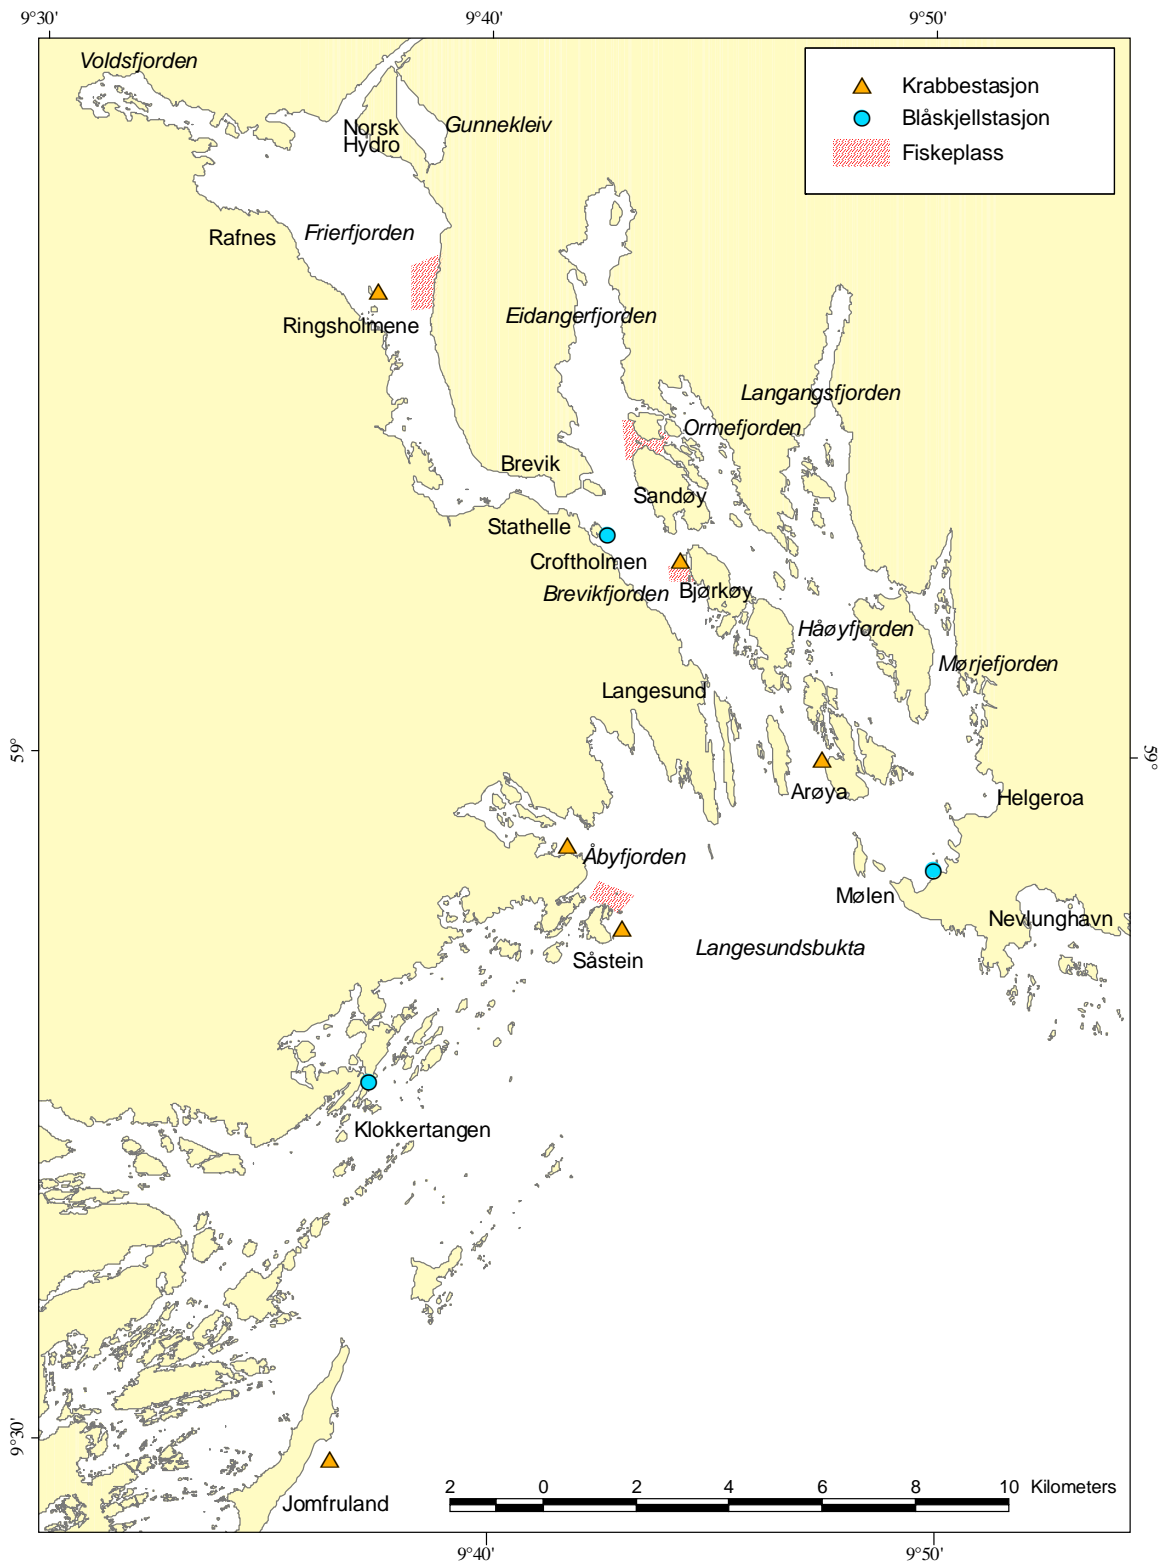 9°30'
9°40'
9°50'
Voldsfjorden
Krabbestasjon
Blåskjellstasjon
Fiskeplass
Norsk
Hydro
Gunnekleiv
Rafnes
Frierfjorden
Ringsholmene
Eidangerfjorden
Langangsfjorden
Ormefjorden
Brevik
Sandøy
Stathelle
Croftholmen
Brevikfjorden
Bjørkøy
Håøyfjorden
Mørjefjorden
Langesund
59°
59°
Arøya
Helgeroa
Åbyfjorden
Mølen
Nevlunghavn
Langesundsbukta
Såstein
Klokkertangen
9°30'
Jomfruland
2 0 2 4 6 8 10 Kilometers
9°40'
9°50'